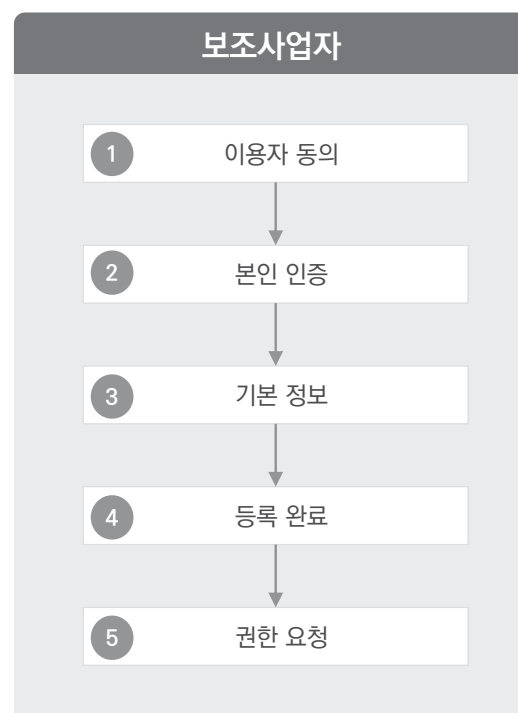 보조사업자
1 이용자 동의
2 본인 인증
3 기본 정보
4 등록 완료
5 권한 요청